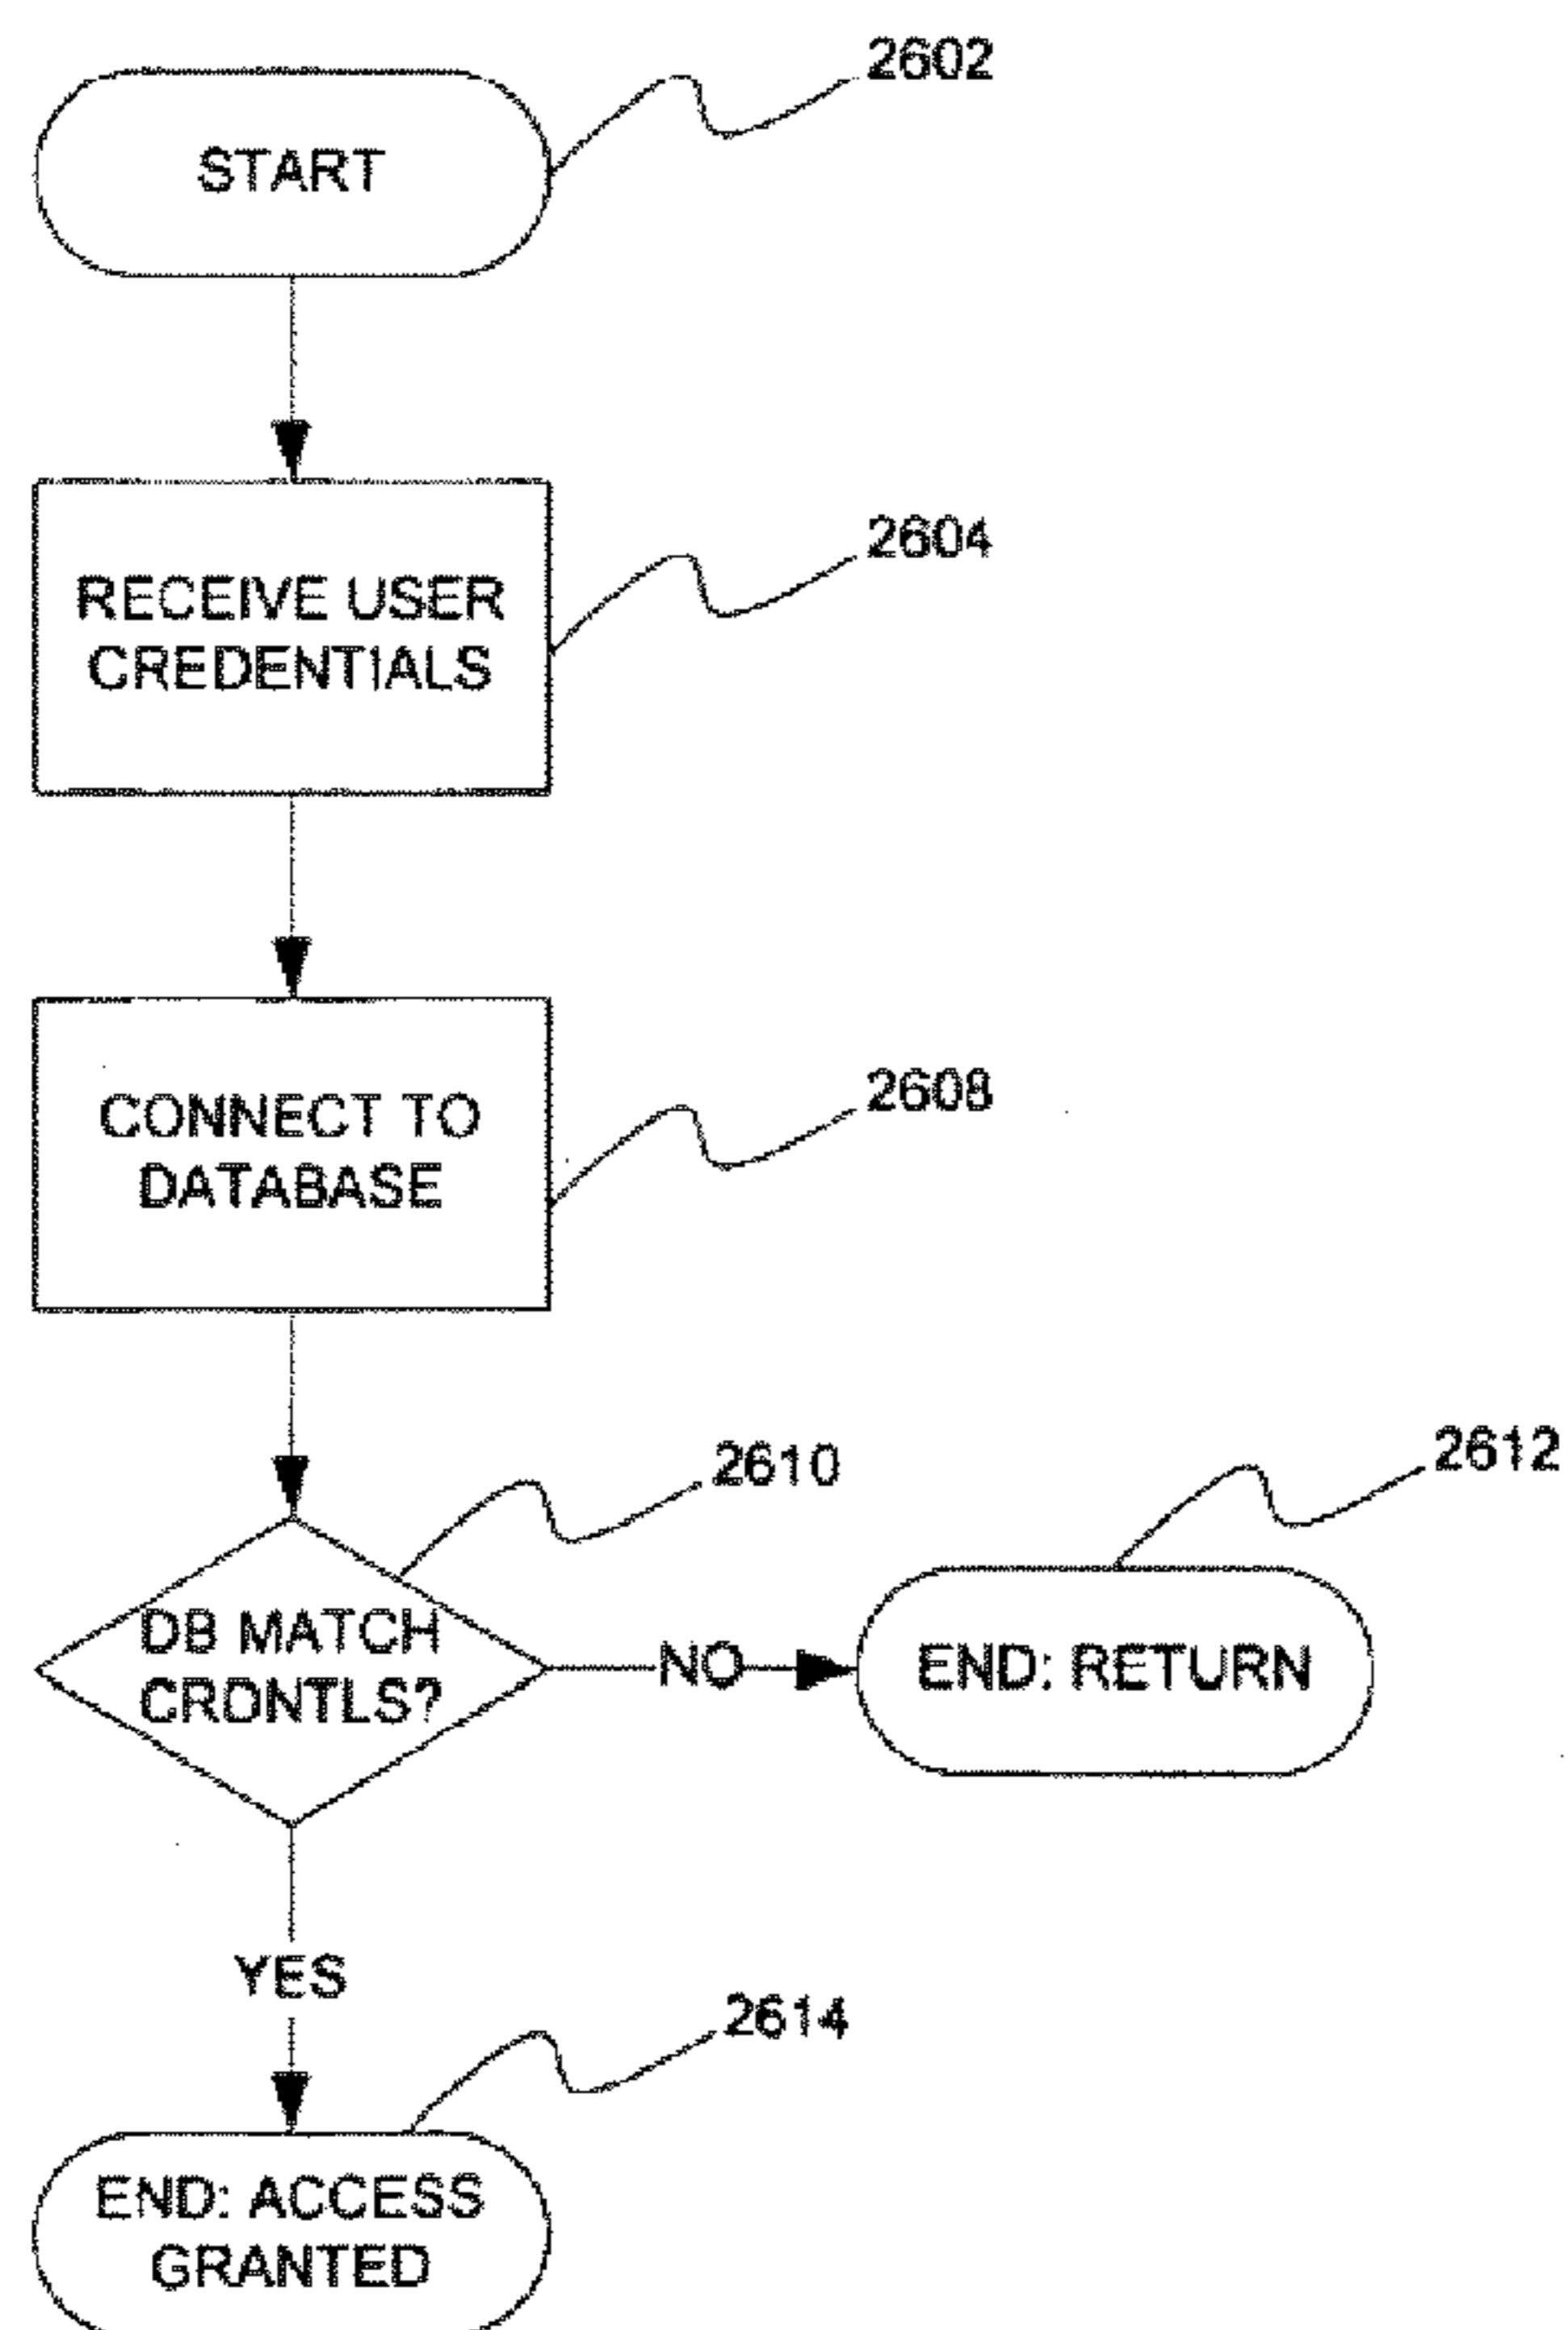 2602
START
2604
RECEIVE USER
CREDENTIALS
2608
CONNECT TO
DATABASE
2610
2612
DB MATCH
CRDNTLS?
NO
END: RETURN
YES
2614
END: ACCESS
GRANTED